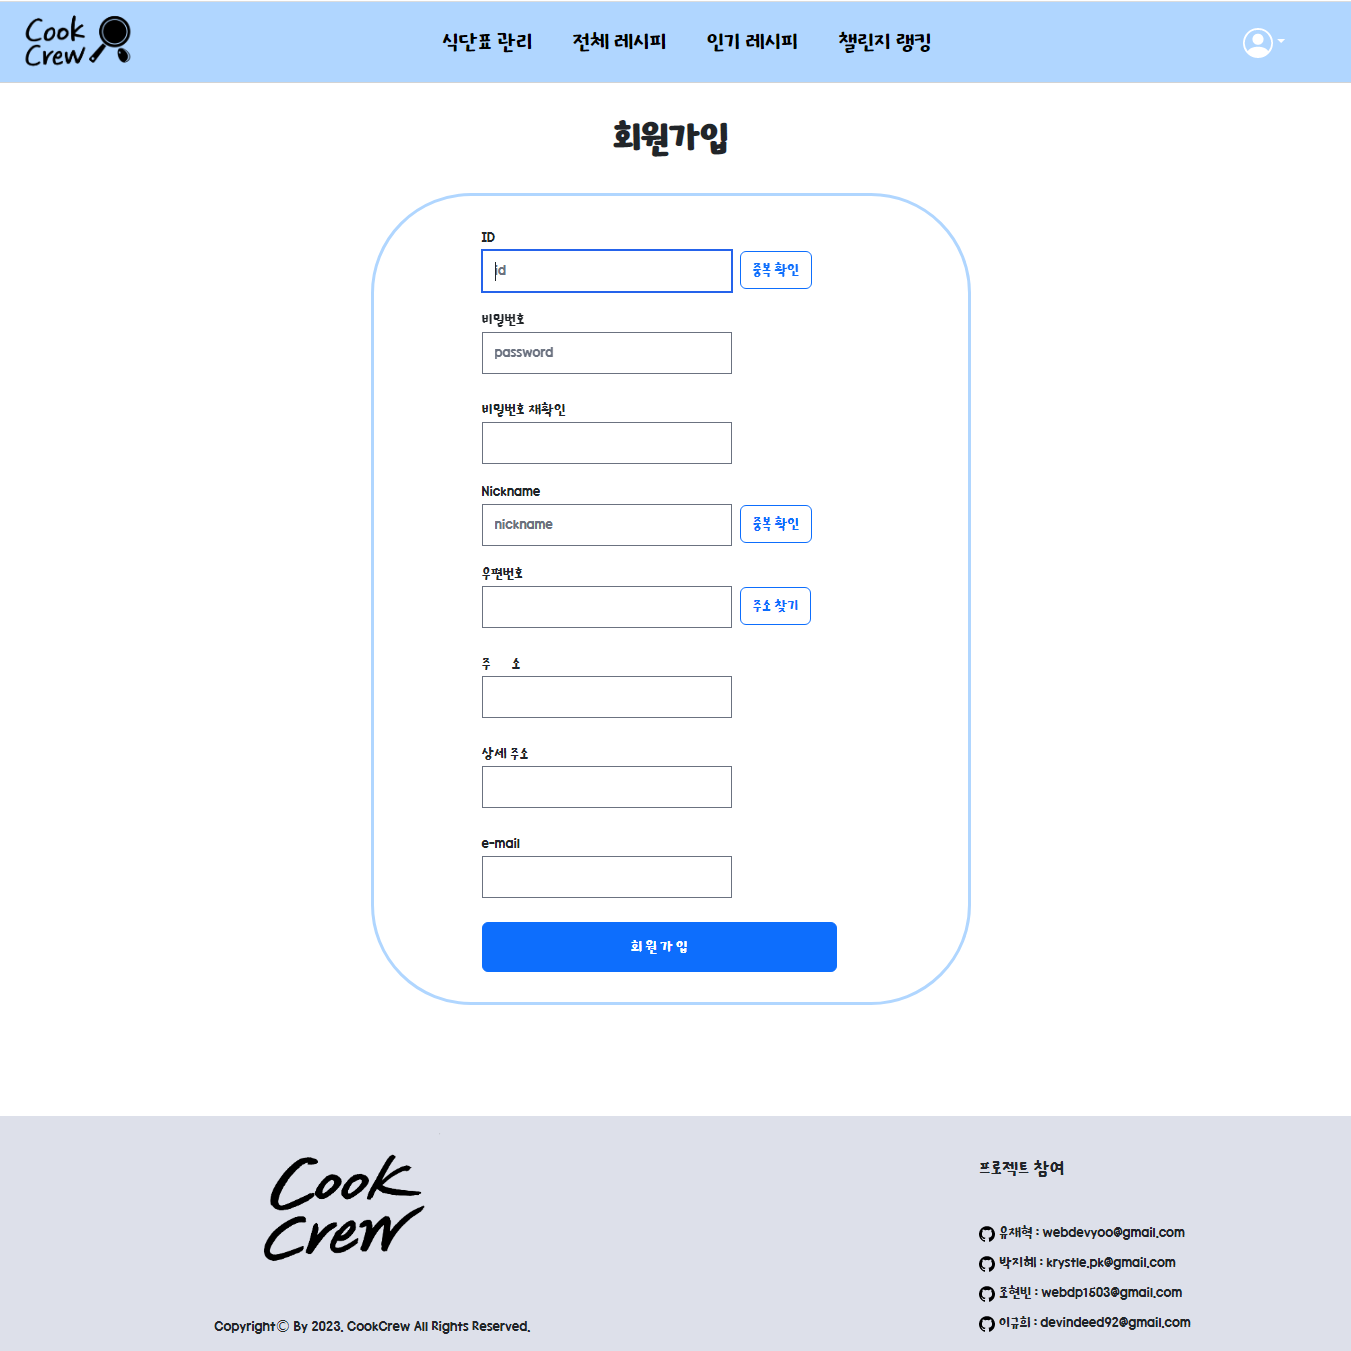 Cook
Crew
식단표 관리 전체 레시피 인기 레시피 챌린지 랭킹
회원가입
ID
id 중복 확인
비밀번호
password
비밀번호 재확인
Nickname
nickname 중복 확인
우편번호
주소 찾기
주 소
상세 주소
e-mail
회원가입
Cook
Crew
Copyright© By 2023. CookCrew All Rights Reserved.
프로젝트 참여
유재혁 : webdevyoo@gmail.com
박지혜 : krystle.pk@gmail.com
조현빈 : webdp1503@gmail.com
이규희 : devindeed92@gmail.com